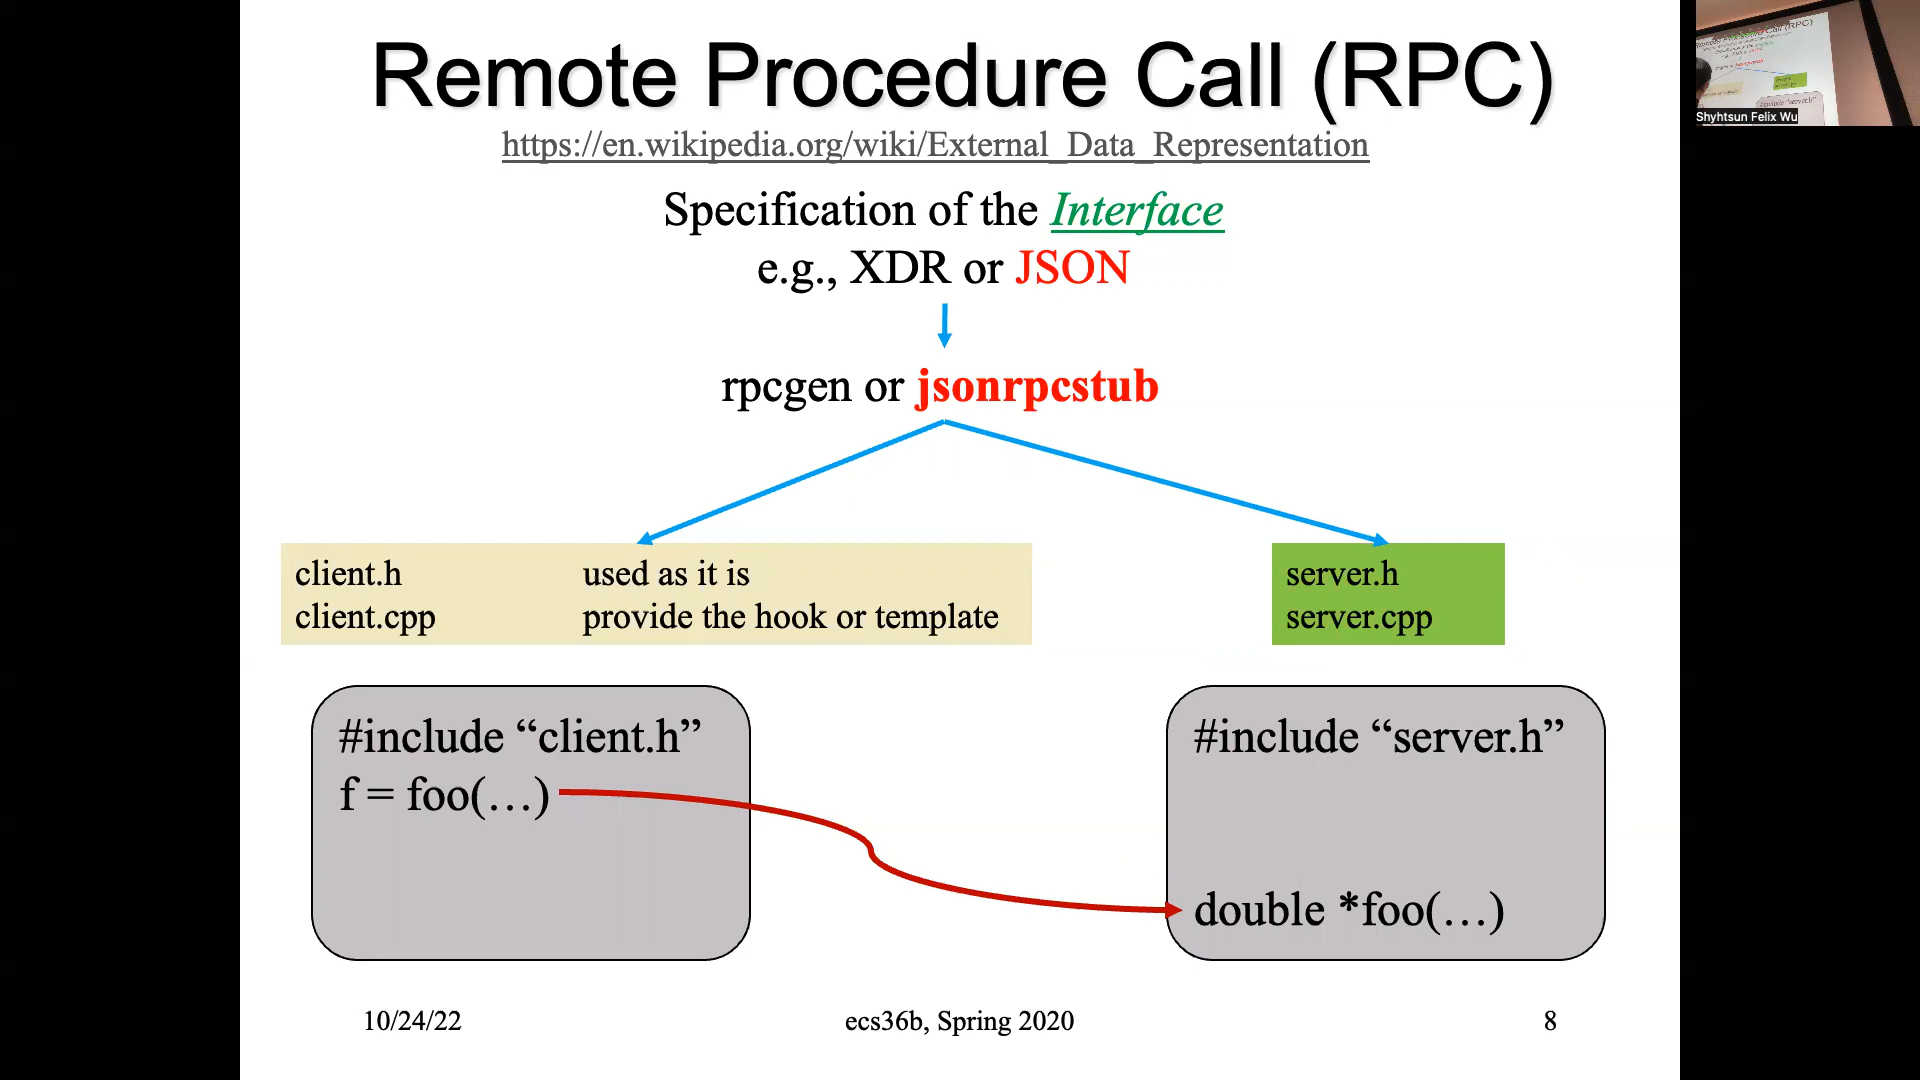 Remote Procedure Call (RPC)
https://en.wikipedia.org/wiki/External_Data_Representation
Specification of the Interface
e.g., XDR or JSON
rpcgen or jsonrpcstub
client.h used as it is
client.cpp provide the hook or template
server.h
server.cpp
#include “client.h”
f = foo(…)
#include “server.h”
double *foo(…)
10/24/22
ecs36b, Spring 2020
8
Shyhtsun Felix Wu